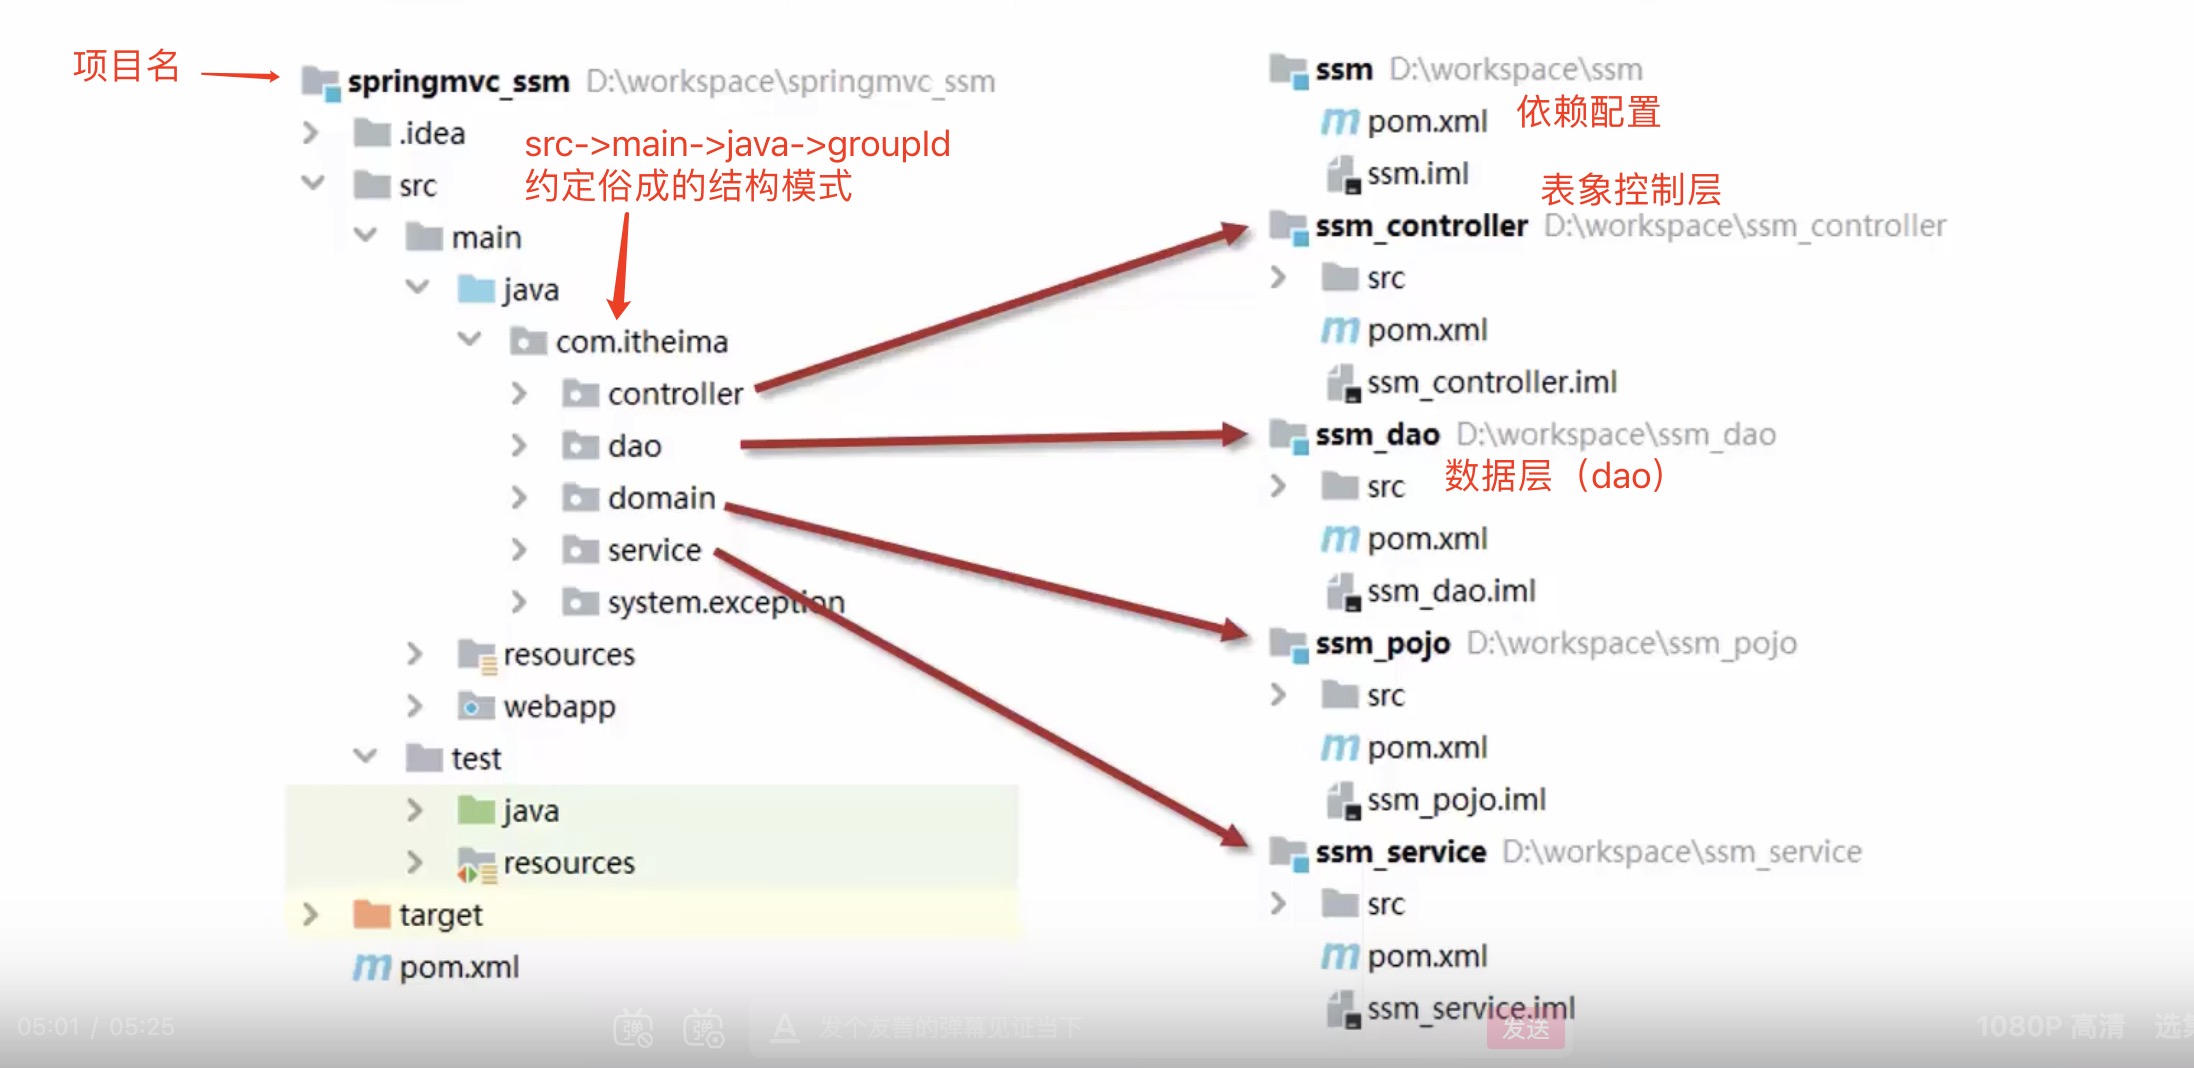 项目名
springmvc_ssm D:\workspace\springmvc_ssm
.idea
src->main->java->groupId
约定俗成的结构模式
src
main
java
com.itheima
controller
dao
domain
service
system.exception
resources
webapp
test
java
resources
target
pom.xml
ssm D:\workspace\ssm
pom.xml 依赖配置
ssm.iml
表象控制层
ssm_controller D:\workspace\ssm_controller
src
pom.xml
ssm_controller.iml
ssm_dao D:\workspace\ssm_dao
数据层（dao）
src
pom.xml
ssm_dao.iml
ssm_pojo D:\workspace\ssm_pojo
src
pom.xml
ssm_pojo.iml
ssm_service D:\workspace\ssm_service
src
pom.xml
ssm_service.iml
05:01 / 05:25
弹 弹 A 发个友善的弹幕见证当下 发送 1080P 高清